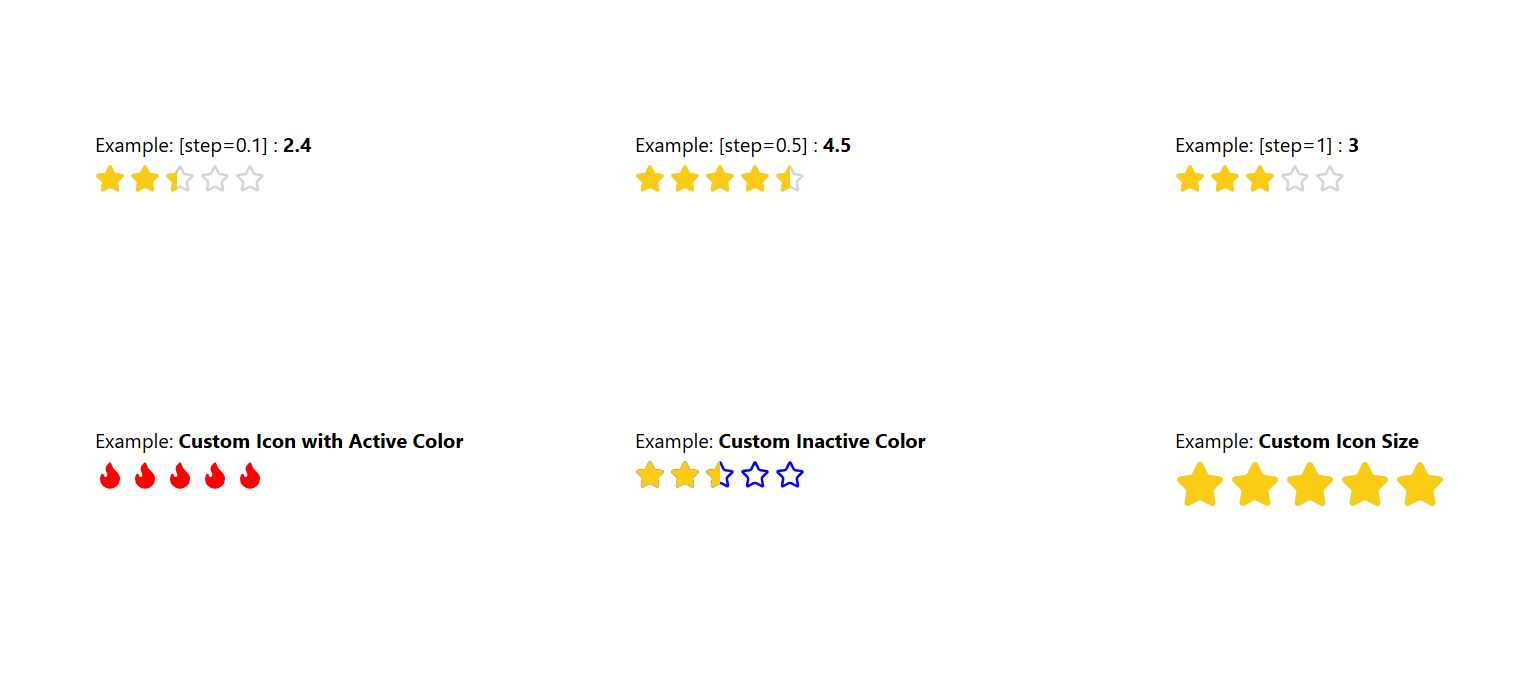 Example: [step=0.1] : 2.4
Example: [step=0.5] : 4.5
Example: [step=1] : 3
Example: Custom Icon with Active Color
Example: Custom Inactive Color
Example: Custom Icon Size